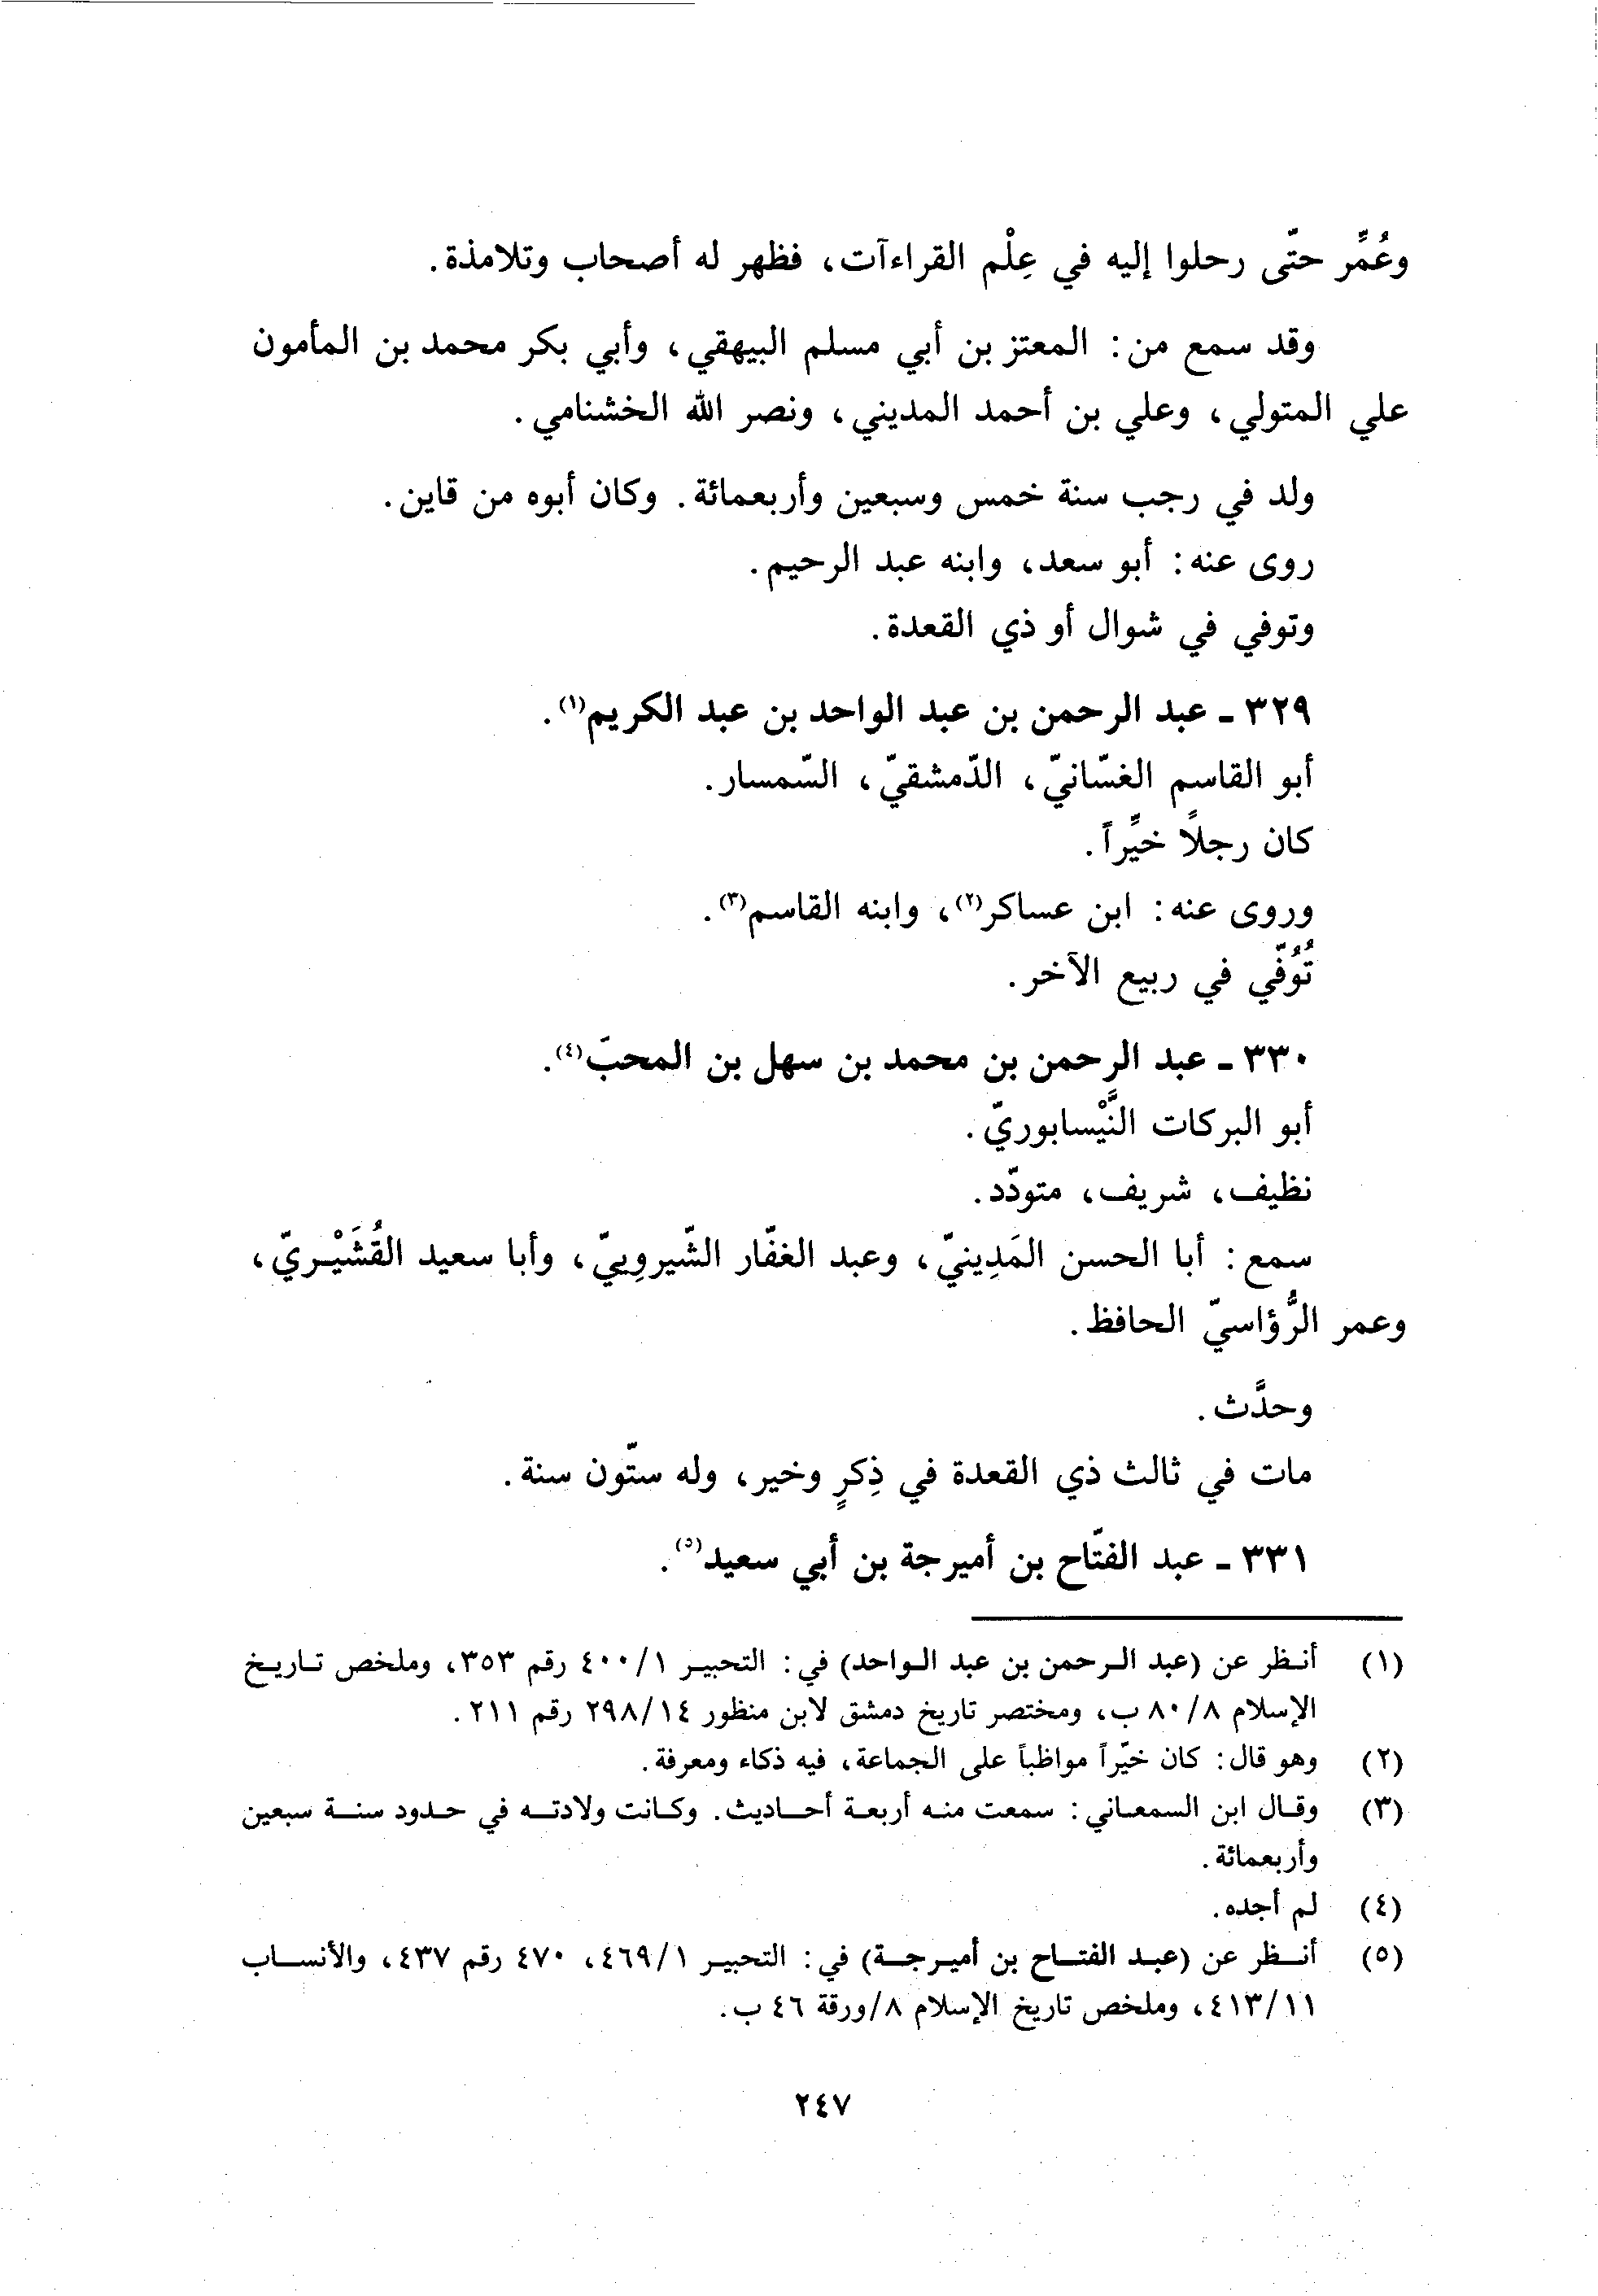 وعُمِّر حتّى رحلوا إليه في عِلْم القراءآت، فظهر له أصحاب وتلامذة.
وقد سمع من: المعتز بن أبي مسلم البيهقي، وأبي بكر محمد بن المأمون
علي المتولي، وعلي بن أحمد المديني، ونصر الله الخشنامي.
ولد في رجب سنة خمس وسبعين وأربعمائة. وكان أبوه من قاين.
روى عنه: أبو سعد، وابنه عبد الرحيم.
وتوفي في شوال أو ذي القعدة.
٣٢٩ ـ عبد الرحمن بن عبد الواحد بن عبد الكريم(١).
أبو القاسم الغسّانيّ، الدّمشقيّ، السّمسار.
كان رجلًا خيِّراً.
وروى عنه: ابن عساكر(٢)، وابنه القاسم(٣).
تُوُفّي في ربيع الآخر.
٣٣٠ ـ عبد الرحمن بن محمد بن سهل بن المحبّ(٤).
أبو البركات النَّيْسابوريّ.
نظيف، شريف، متودّد.
سمع: أبا الحسن المَدِينيّ، وعبد الغفّار الشّيروِييّ، وأبا سعيد القُشَيْريّ،
وعمر الرُّؤاسيّ الحافظ.
وحدَّث.
مات في ثالث ذي القعدة في ذِكرٍ وخير، وله ستّون سنة.
٣٣١ ـ عبد الفتّاح بن أميرجة بن أبي سعيد(٥).
(١) أنظر عن (عبد الرحمن بن عبد الواحد) في: التحبير ٤٠٠/١ رقم ٣٥٣، وملخص تاريخ
الإسلام ٨٠/٨ ب، ومختصر تاريخ دمشق لابن منظور ٢٩٨/١٤ رقم ٢١١.
(٢) وهو قال: كان خيّراً مواظباً على الجماعة، فيه ذكاء ومعرفة.
(٣) وقال ابن السمعاني: سمعت منه أربعة أحاديث. وكانت ولادته في حدود سنة سبعين
وأربعمائة.
(٤) لم أجده.
(٥) أنظر عن (عبد الفتاح بن أميرجة) في: التحبير ٤٦٩/١، ٤٧٠ رقم ٤٣٧، والأنساب
٤١٣/١١، وملخص تاريخ الإسلام ٨/ورقة ٤٦ ب.
٢٤٧